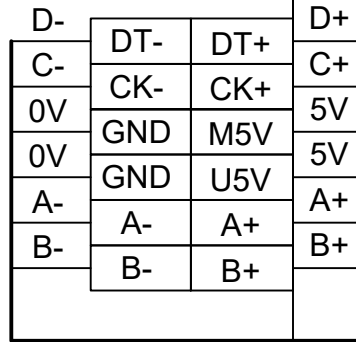 D- DT- DT+ D+
C- CK- CK+ C+
0V GND M5V 5V
0V GND U5V 5V
A- A- A+ A+
B- B- B+ B+